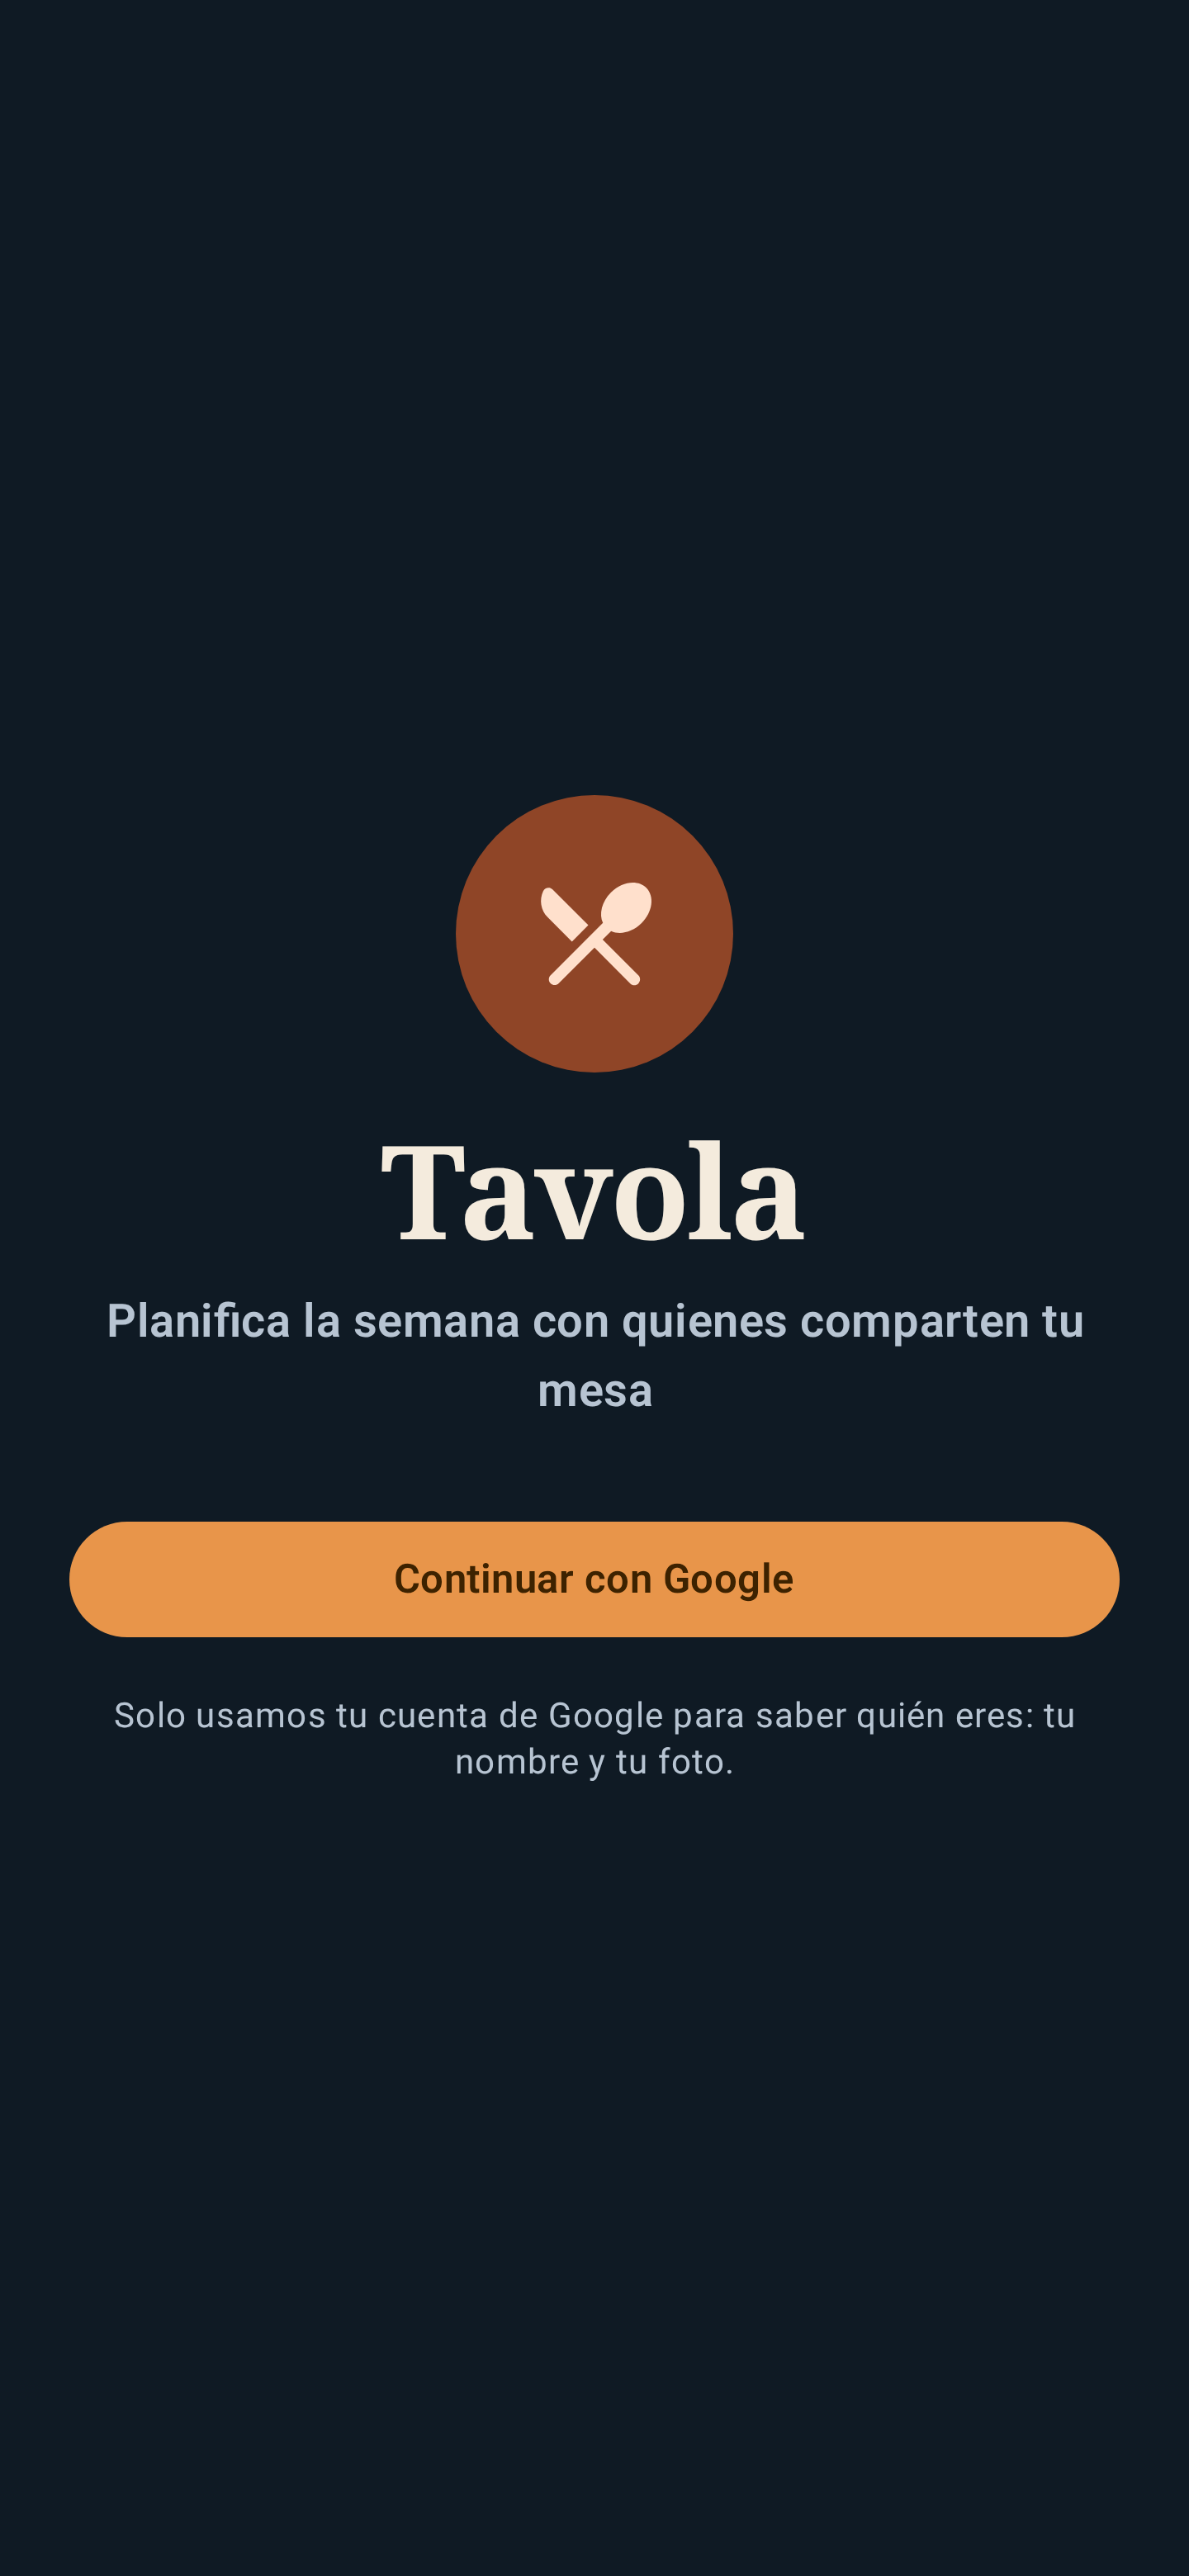 Tavola
Planifica la semana con quienes comparten tu
mesa
Continuar con Google
Solo usamos tu cuenta de Google para saber quién eres: tu
nombre y tu foto.